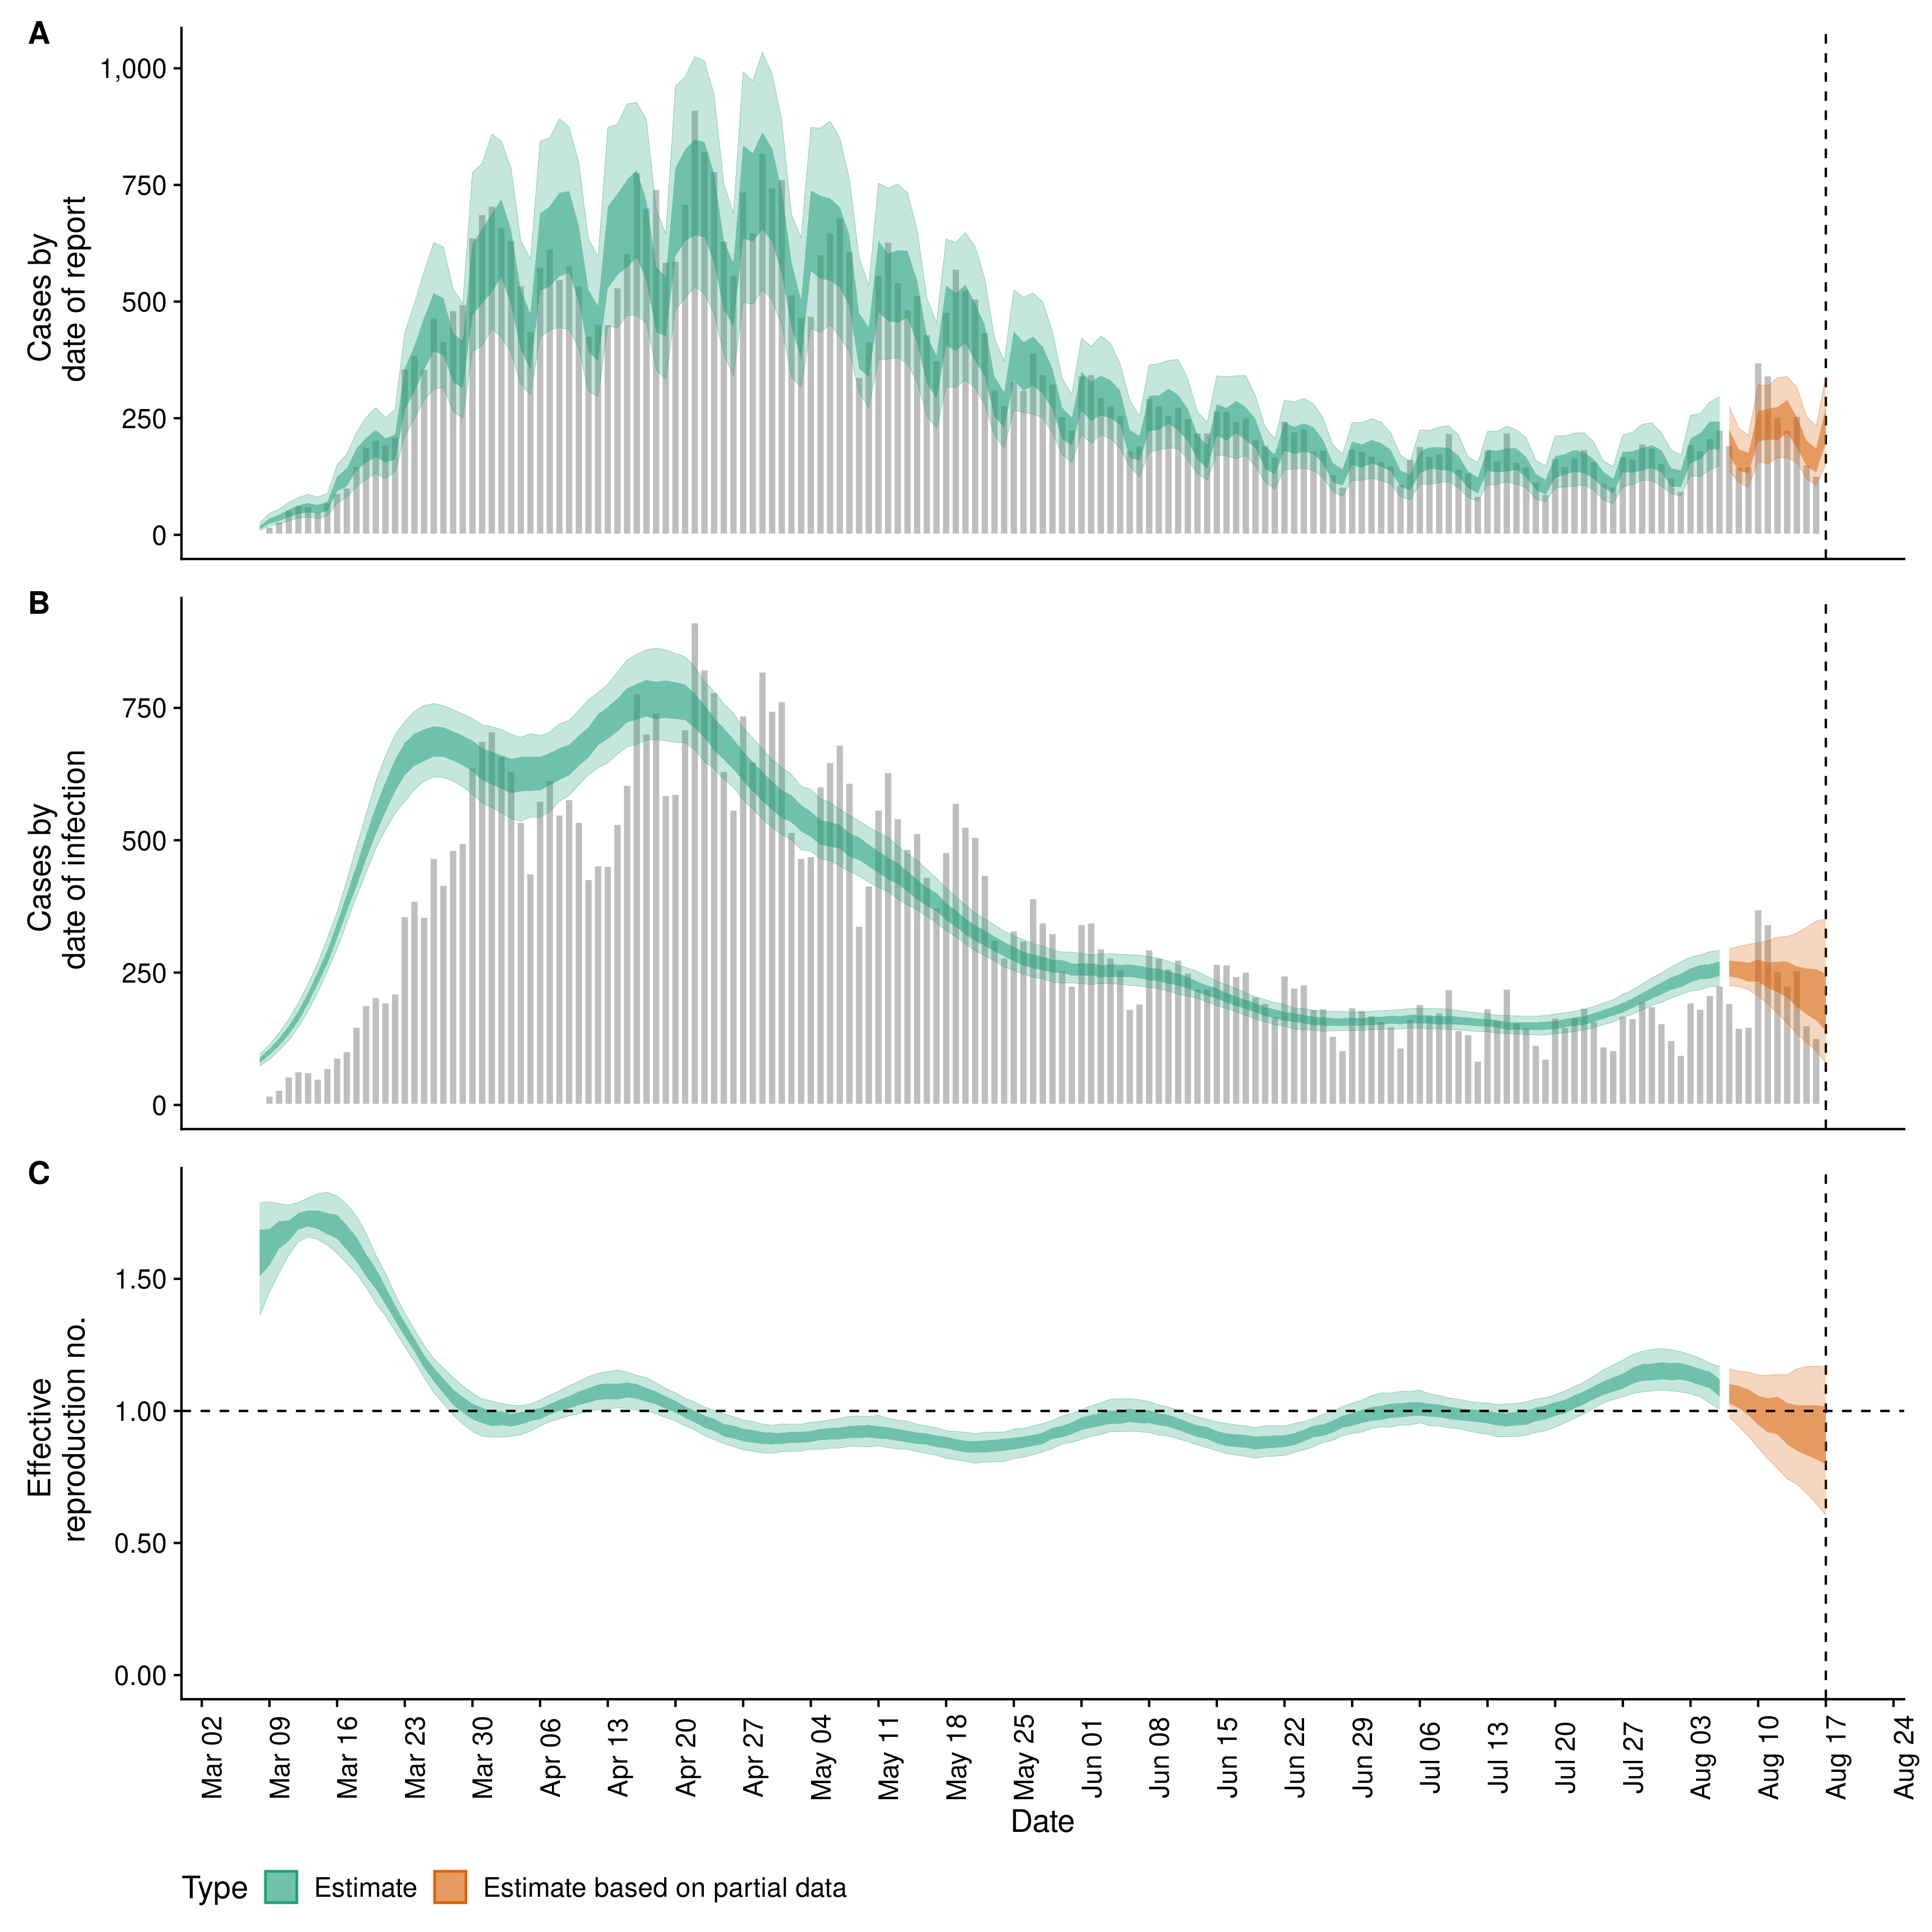 A
1,000
750
500
250
0
Cases by
date of report
B
750
500
250
0
Cases by
date of infection
C
1.50
1.00
0.50
0.00
Effective
reproduction no.
Mar 02
Mar 09
Mar 16
Mar 23
Mar 30
Apr 06
Apr 13
Apr 20
Apr 27
May 04
May 11
May 18
May 25
Jun 01
Jun 08
Jun 15
Jun 22
Jun 29
Jul 06
Jul 13
Jul 20
Jul 27
Aug 03
Aug 10
Aug 17
Aug 24
Date
Type
Estimate
Estimate based on partial data